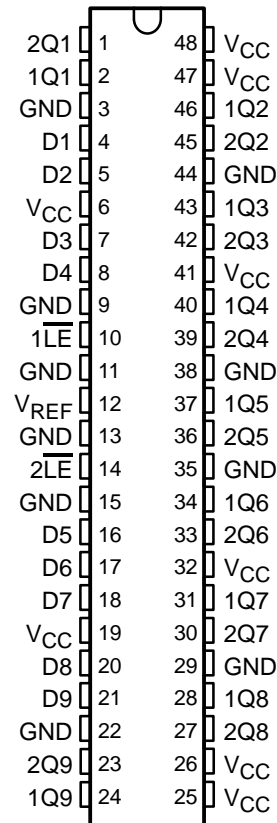 2Q1 1 48 VCC
1Q1 2 47 VCC
GND 3 46 1Q2
D1 4 45 2Q2
D2 5 44 GND
VCC 6 43 1Q3
D3 7 42 2Q3
D4 8 41 VCC
GND 9 40 1Q4
1L̅E̅ 10 39 2Q4
GND 11 38 GND
VREF 12 37 1Q5
GND 13 36 2Q5
2L̅E̅ 14 35 GND
GND 15 34 1Q6
D5 16 33 2Q6
D6 17 32 VCC
D7 18 31 1Q7
VCC 19 30 2Q7
D8 20 29 GND
D9 21 28 1Q8
GND 22 27 2Q8
2Q9 23 26 VCC
1Q9 24 25 VCC